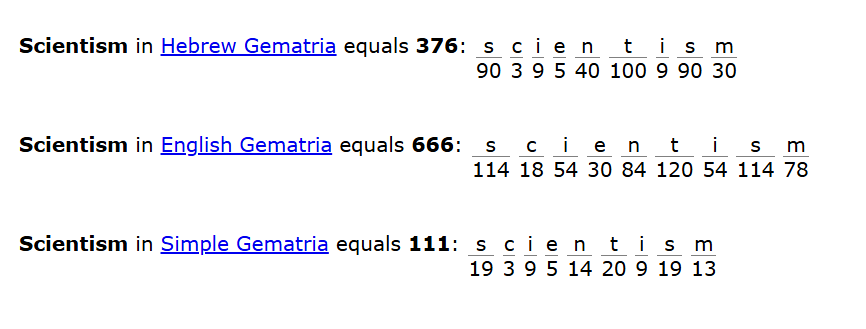 Scientism in Hebrew Gematria equals 376: s c i e n t i s m
90 3 9 5 40 100 9 90 30
Scientism in English Gematria equals 666: s c i e n t i s m
114 18 54 30 84 120 54 114 78
Scientism in Simple Gematria equals 111: s c i e n t i s m
19 3 9 5 14 20 9 19 13